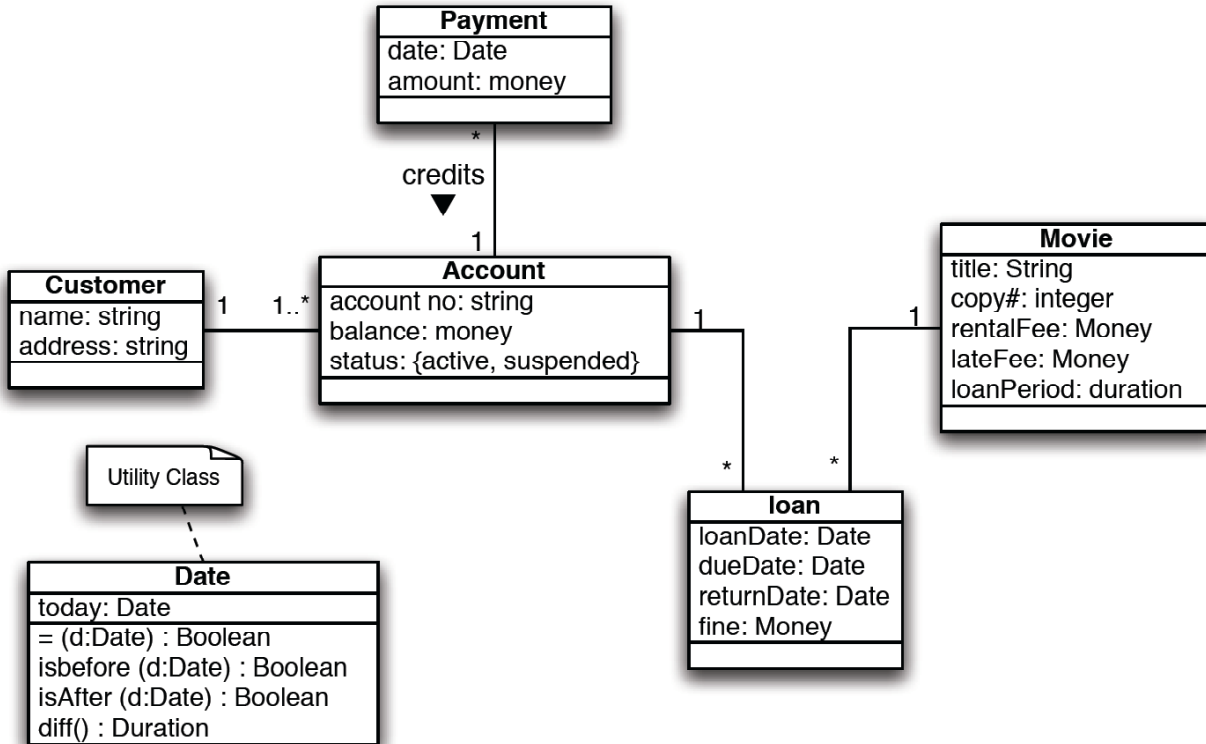 Payment
date: Date
amount: money
*
credits
1
Customer
name: string
address: string
1
1..*
Account
account no: string
balance: money
status: {active, suspended}
1
*
Movie
title: String
copy#: integer
rentalFee: Money
lateFee: Money
loanPeriod: duration
1
*
loan
loanDate: Date
dueDate: Date
returnDate: Date
fine: Money
Utility Class
Date
today: Date
= (d:Date) : Boolean
isbefore (d:Date) : Boolean
isAfter (d:Date) : Boolean
diff() : Duration